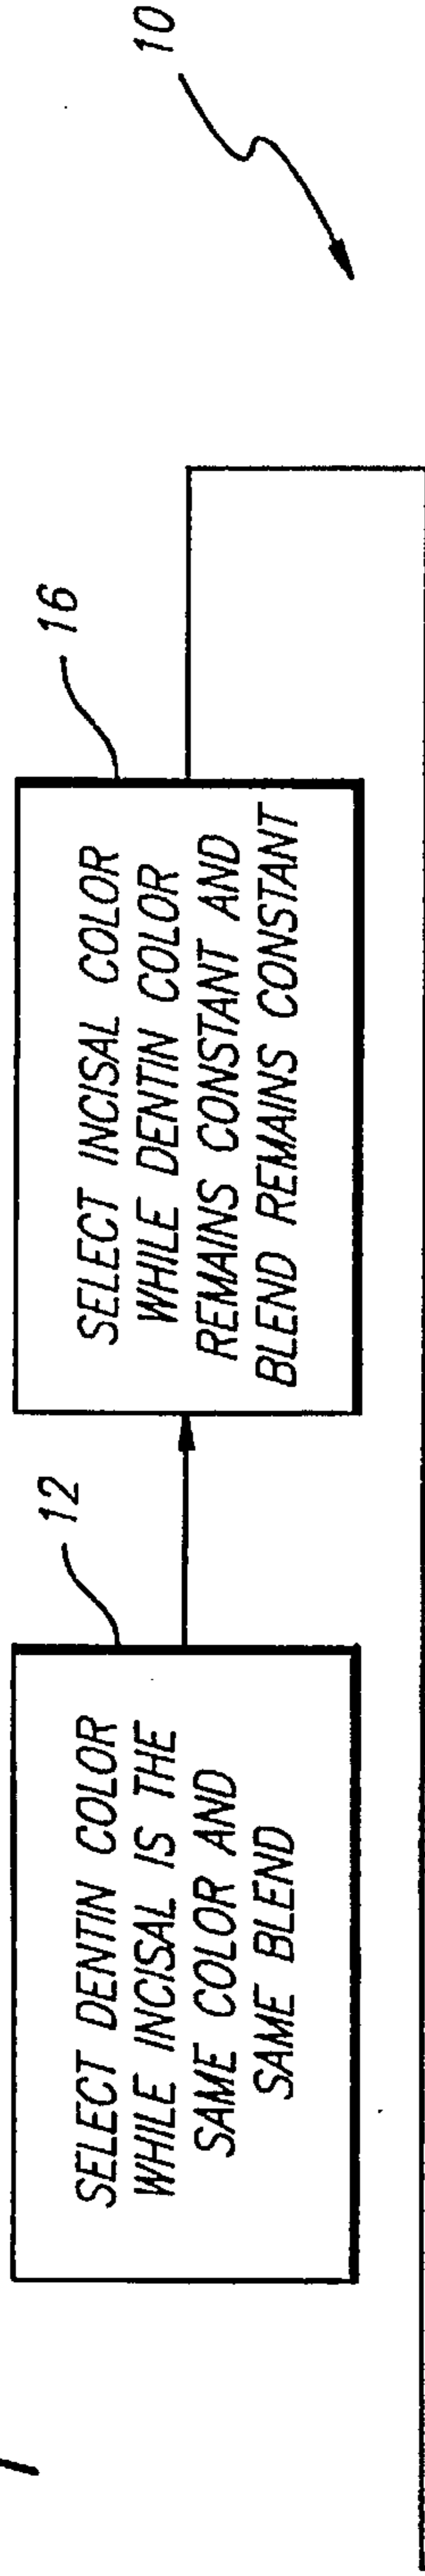 10
12
SELECT DENTIN COLOR
WHILE INCISAL IS THE
SAME COLOR AND
SAME BLEND
16
SELECT INCISAL COLOR
WHILE DENTIN COLOR
REMAINS CONSTANT AND
BLEND REMAINS CONSTANT